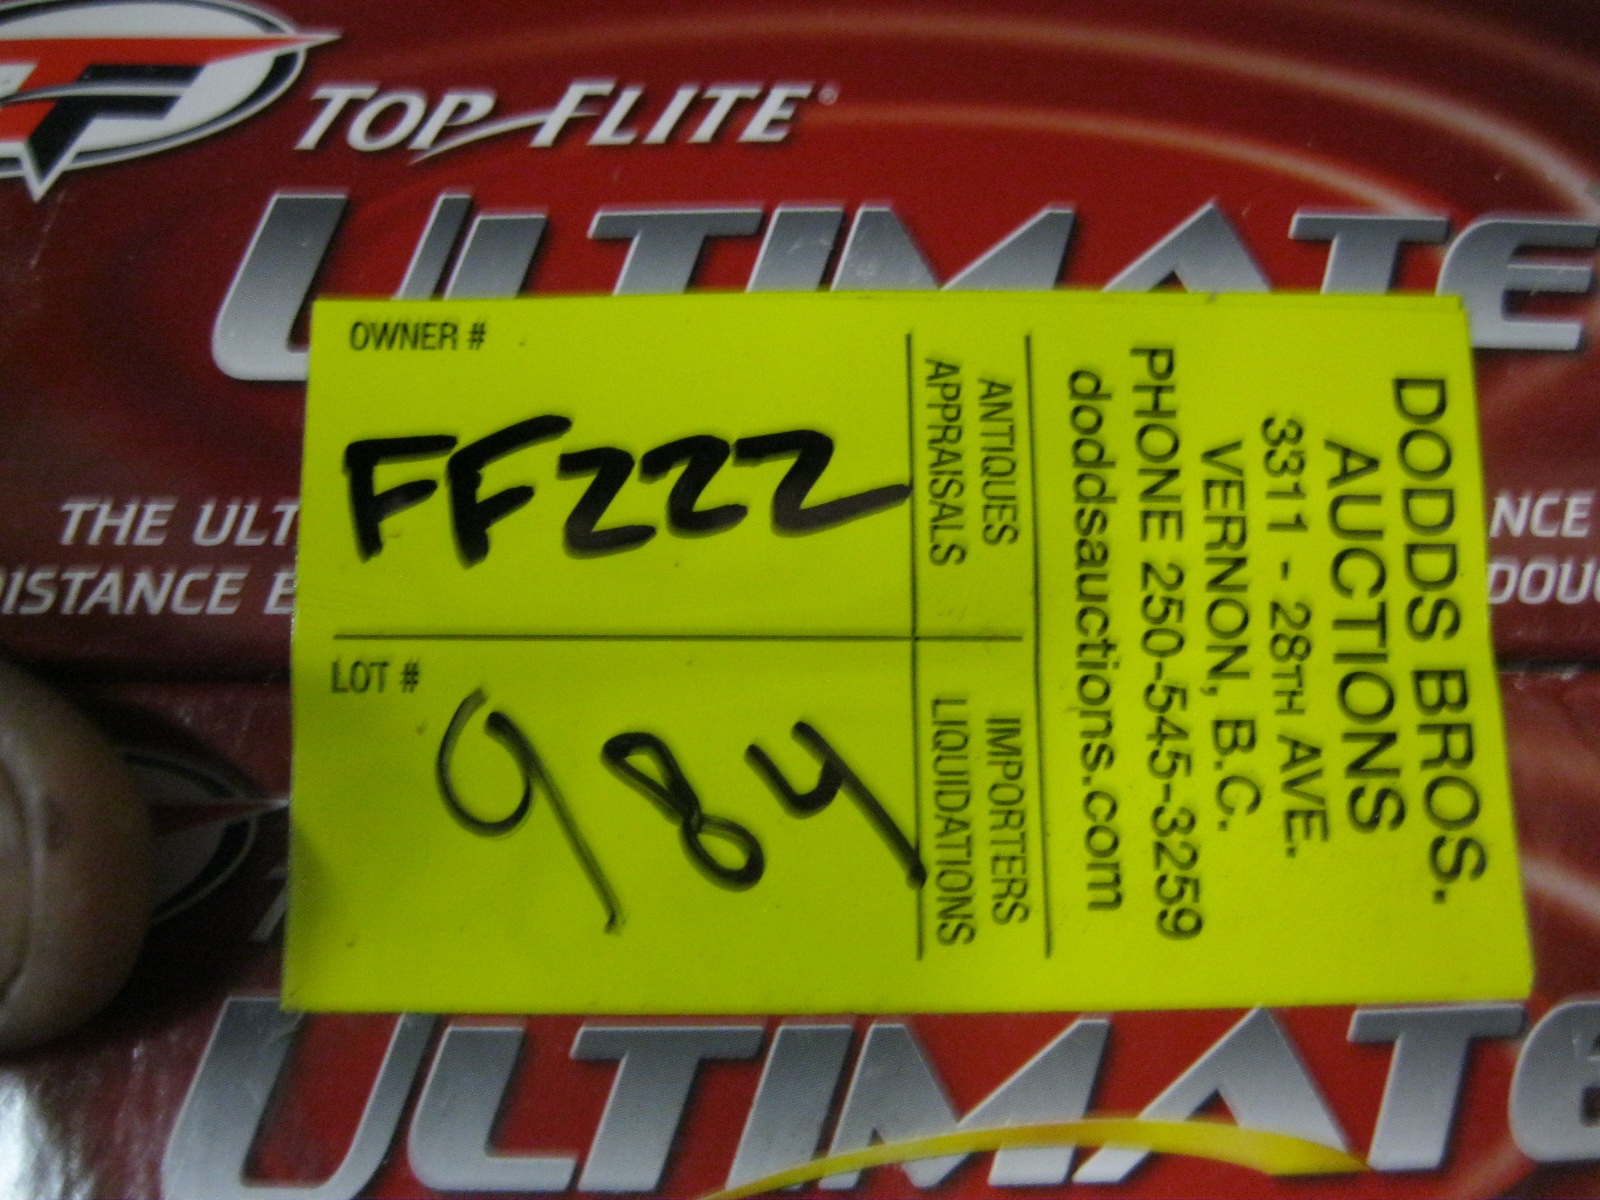 TOP FLITE
ULTIMATE
OWNER #
FF222
LOT #
984
ANTIQUES
APPRAISALS
IMPORTERS
LIQUIDATIONS
DODDS BROS.
AUCTIONS
3311 - 28TH AVE.
VERNON, B.C.
PHONE 250-545-3259
doddsauctions.com
THE ULT
DISTANCE
NCE
DOU
ULTIMATE